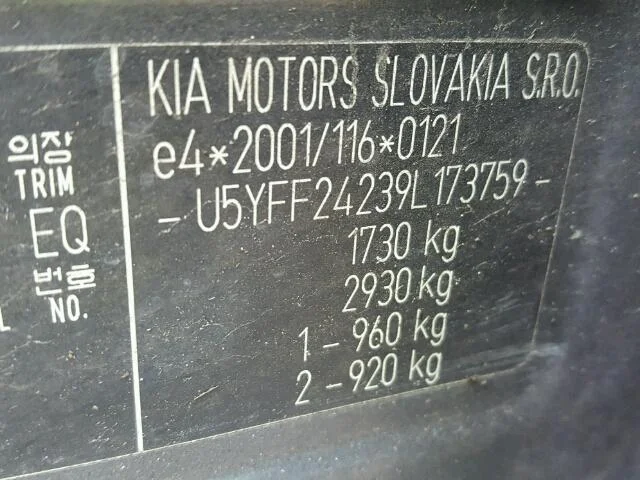 KIA MOTORS SLOVAKIA S.R.O.
e4*2001/116*0121
- U5YFF24239L173759 -
1730 kg
2930 kg
1 - 960 kg
2 - 920 kg
의장
TRIM
EQ
번호
NO.